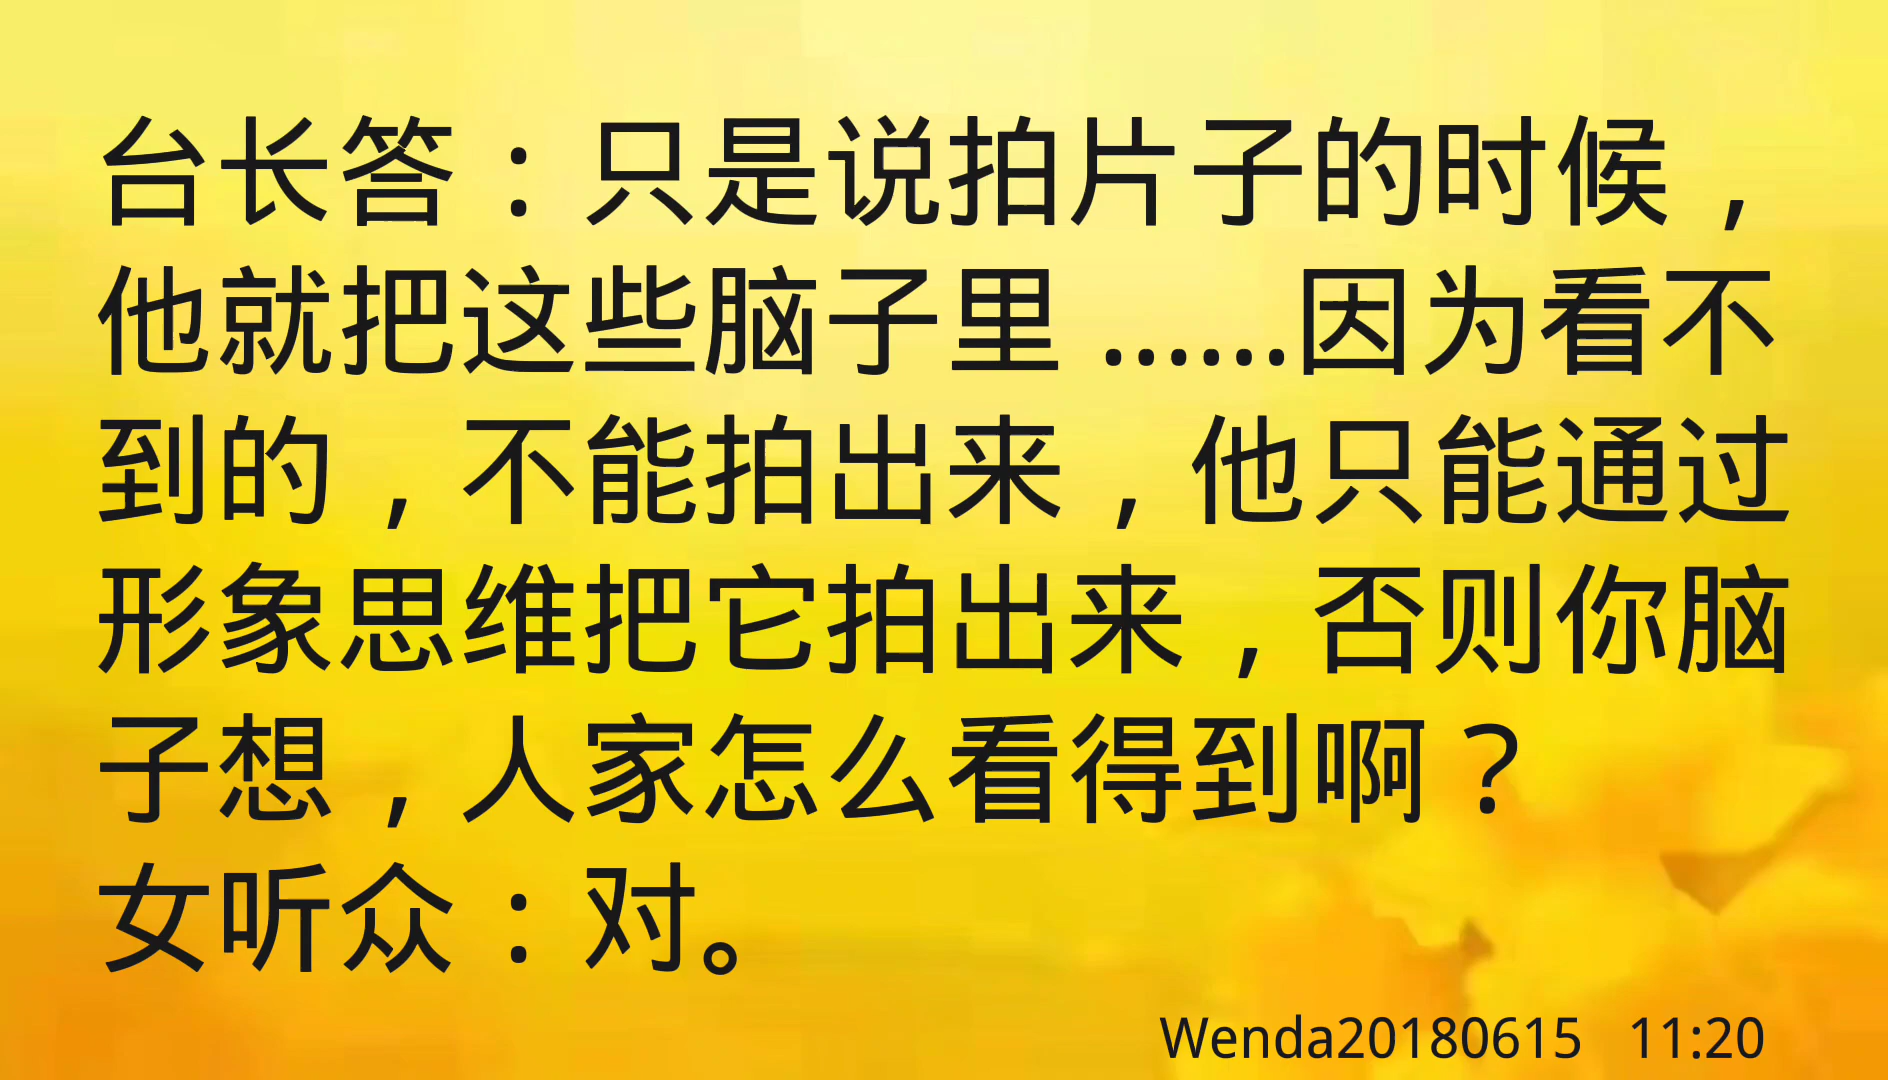 台长答：只是说拍片子的时候，
他就把这些脑子里 ……因为看不
到的，不能拍出来，他只能通过
形象思维把它拍出来，否则你脑
子想，人家怎么看得到啊？
女听众：对。
Wenda20180615 11:20